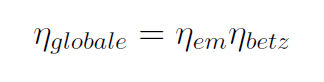 η_globale = η_em η_betz